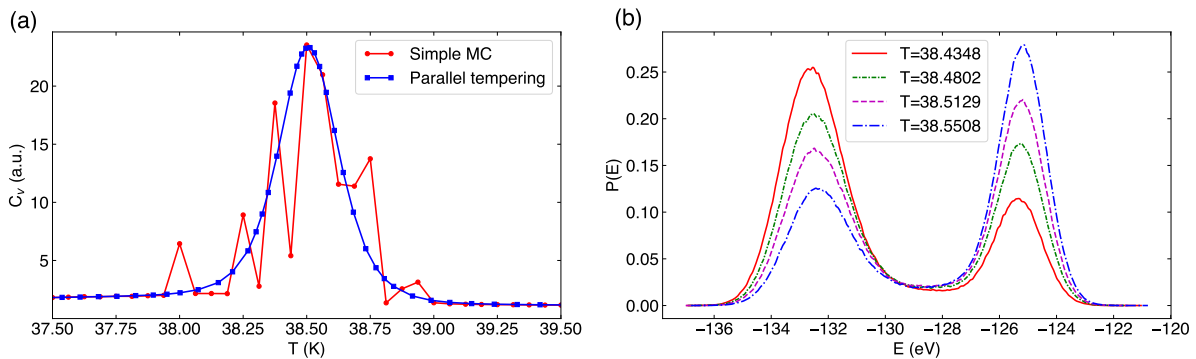 (a)
Simple MC
Parallel tempering
C_v (a.u.)
20
15
10
5
37.50 37.75 38.00 38.25 38.50 38.75 39.00 39.25 39.50
T (K)
(b)
T=38.4348
T=38.4802
T=38.5129
T=38.5508
P(E)
0.25
0.20
0.15
0.10
0.05
0.00
−136 −134 −132 −130 −128 −126 −124 −122 −120
E (eV)